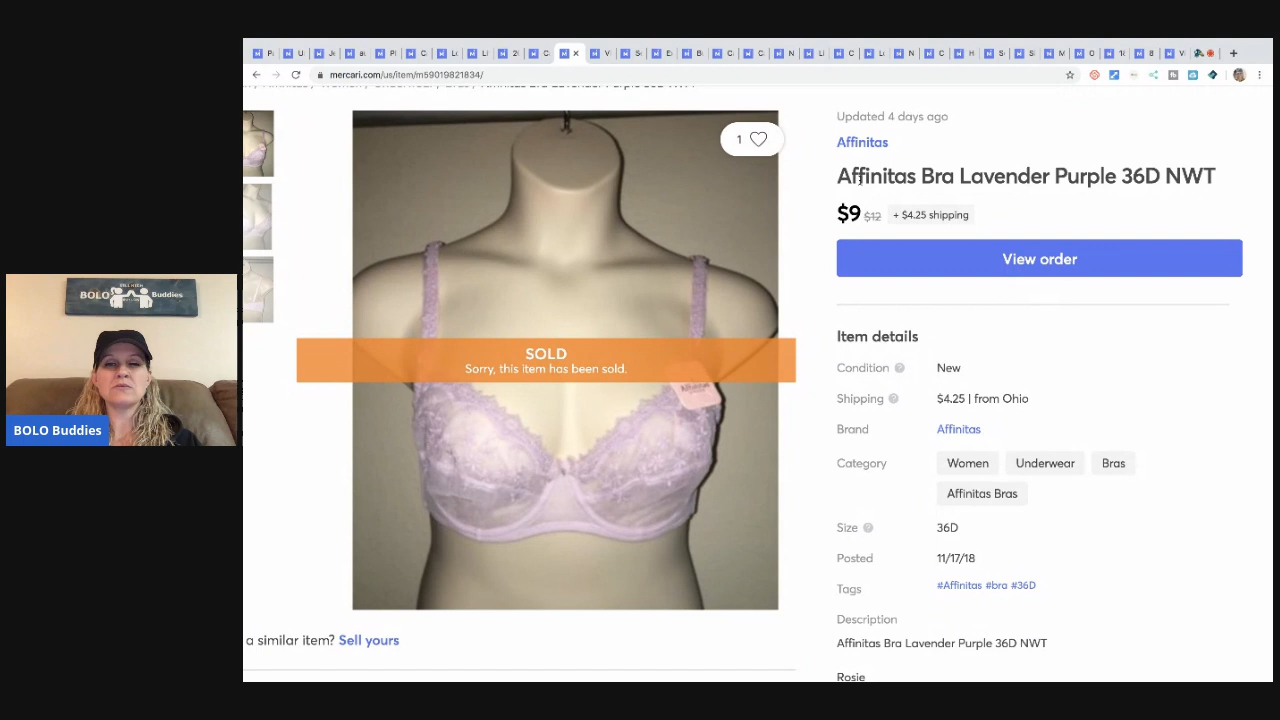 mercari.com/us/item/m59019821834/
Updated 4 days ago
Affinitas
Affinitas Bra Lavender Purple 36D NWT
$9 $12 + $4.25 shipping
View order
1
SOLD
Sorry, this item has been sold.
Item details
Condition New
Shipping $4.25 | from Ohio
Brand Affinitas
Category Women Underwear Bras
Affinitas Bras
Size 36D
Posted 11/17/18
Tags #Affinitas #bra #36D
Description
Affinitas Bra Lavender Purple 36D NWT
Rosie
a similar item? Sell yours
BOLO Buddies
BOLO Buddies